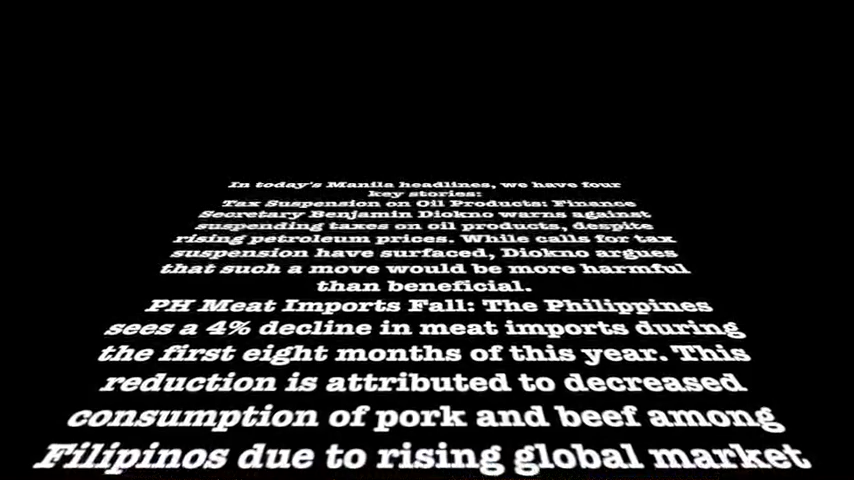 In today's Manila headlines, we have four
key stories:
Tax Suspension on Oil Products: Finance
Secretary Benjamin Diokno warns against
suspending taxes on oil products, despite
rising petroleum prices. While calls for tax
suspension have surfaced, Diokno argues
that such a move would be more harmful
than beneficial.
PH Meat Imports Fall: The Philippines
sees a 4% decline in meat imports during
the first eight months of this year. This
reduction is attributed to decreased
consumption of pork and beef among
Filipinos due to rising global market